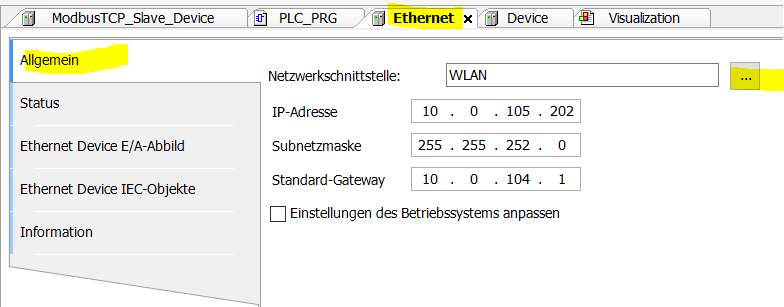 ModbusTCP_Slave_Device PLC_PRG Ethernet x Device Visualization
Allgemein
Netzwerkschnittstelle: WLAN ...
Status
IP-Adresse 10 . 0 . 105 . 202
Ethernet Device E/A-Abbild
Subnetzmaske 255 . 255 . 252 . 0
Ethernet Device IEC-Objekte
Standard-Gateway 10 . 0 . 104 . 1
Einstellungen des Betriebssystems anpassen
Information